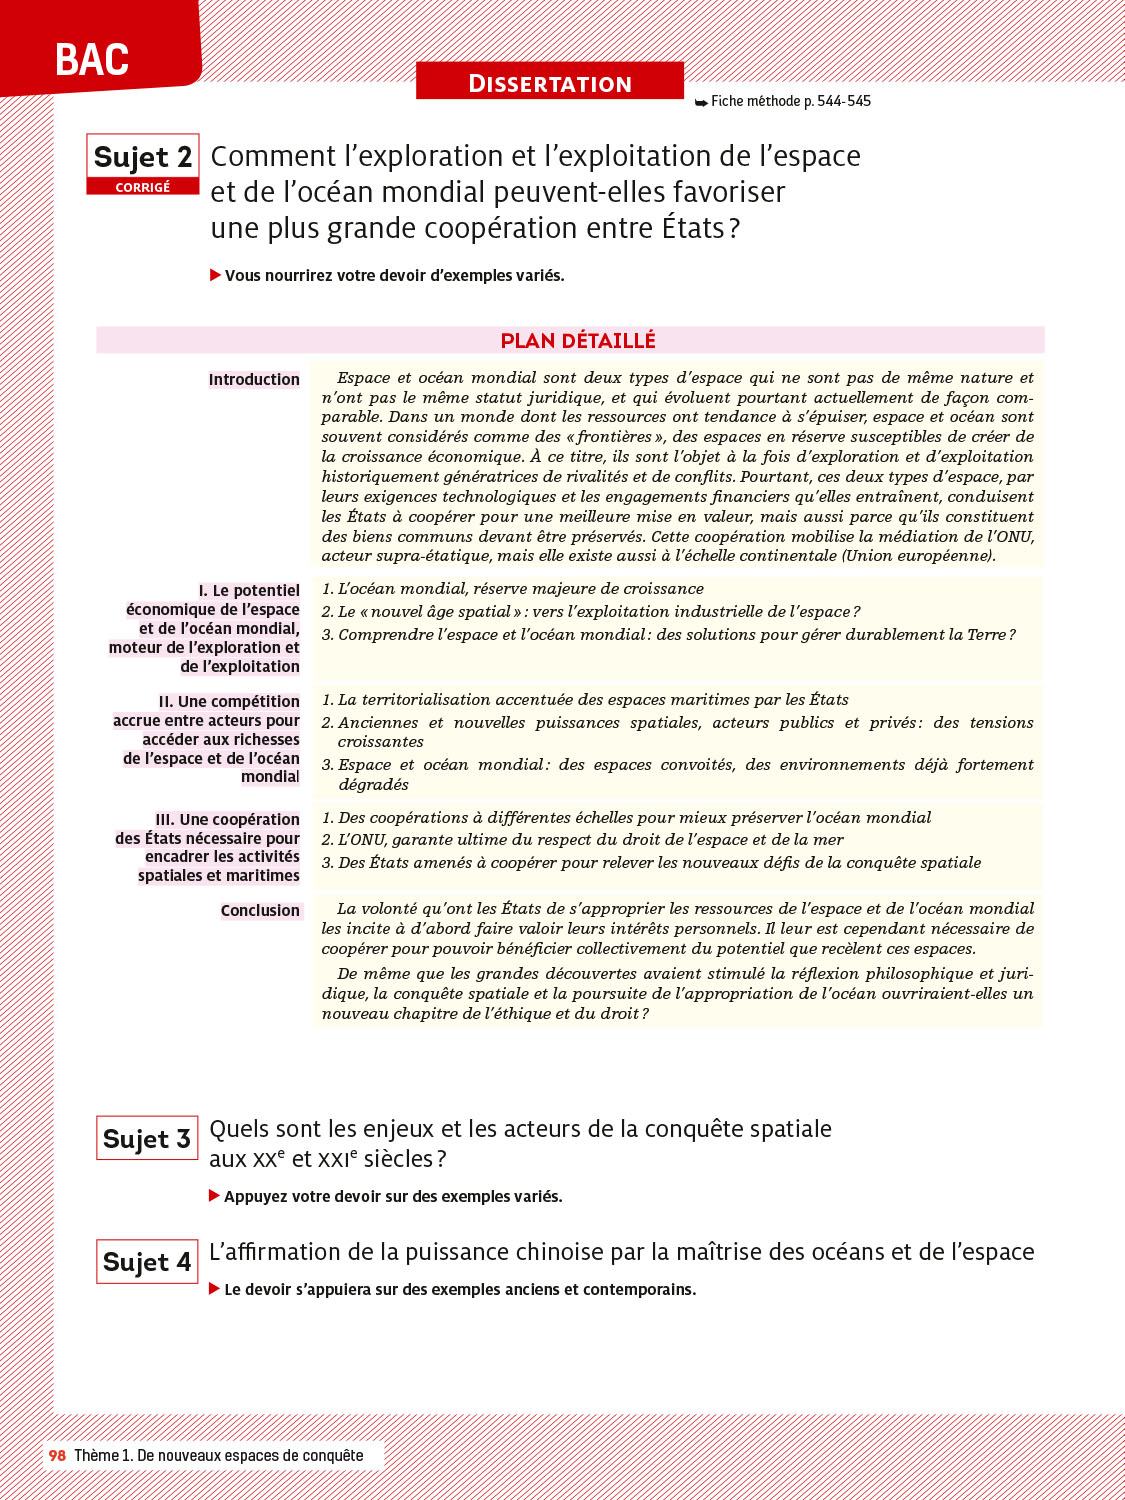 BAC
DISSERTATION
➥ Fiche méthode p. 544-545
Sujet 2
CORRIGÉ
Comment l’exploration et l’exploitation de l’espace
et de l’océan mondial peuvent-elles favoriser
une plus grande coopération entre États ?
▶ Vous nourrirez votre devoir d’exemples variés.
PLAN DÉTAILLÉ
Introduction
Espace et océan mondial sont deux types d’espace qui ne sont pas de même nature et
n’ont pas le même statut juridique, et qui évoluent pourtant actuellement de façon com-
parable. Dans un monde dont les ressources ont tendance à s’épuiser, espace et océan sont
souvent considérés comme des « frontières », des espaces en réserve susceptibles de créer de
la croissance économique. À ce titre, ils sont l’objet à la fois d’exploration et d’exploitation
historiquement génératrices de rivalités et de conflits. Pourtant, ces deux types d’espace, par
leurs exigences technologiques et les engagements financiers qu’elles entraînent, conduisent
les États à coopérer pour une meilleure mise en valeur, mais aussi parce qu’ils constituent
des biens communs devant être préservés. Cette coopération mobilise la médiation de l’ONU,
acteur supra-étatique, mais elle existe aussi à l’échelle continentale (Union européenne).
I. Le potentiel
économique de l’espace
et de l’océan mondial,
moteur de l’exploration et
de l’exploitation
1. L’océan mondial, réserve majeure de croissance
2. Le « nouvel âge spatial » : vers l’exploitation industrielle de l’espace ?
3. Comprendre l’espace et l’océan mondial : des solutions pour gérer durablement la Terre ?
II. Une compétition
accrue entre acteurs pour
accéder aux richesses
de l’espace et de l’océan
mondial
1. La territorialisation accentuée des espaces maritimes par les États
2. Anciennes et nouvelles puissances spatiales, acteurs publics et privés : des tensions
croissantes
3. Espace et océan mondial : des espaces convoités, des environnements déjà fortement
dégradés
III. Une coopération
des États nécessaire pour
encadrer les activités
spatiales et maritimes
1. Des coopérations à différentes échelles pour mieux préserver l’océan mondial
2. L’ONU, garante ultime du respect du droit de l’espace et de la mer
3. Des États amenés à coopérer pour relever les nouveaux défis de la conquête spatiale
Conclusion
La volonté qu’ont les États de s’approprier les ressources de l’espace et de l’océan mondial
les incite à d’abord faire valoir leurs intérêts personnels. Il leur est cependant nécessaire de
coopérer pour pouvoir bénéficier collectivement du potentiel que recèlent ces espaces.
De même que les grandes découvertes avaient stimulé la réflexion philosophique et juri-
dique, la conquête spatiale et la poursuite de l’appropriation de l’océan ouvriraient-elles un
nouveau chapitre de l’éthique et du droit ?
Sujet 3
Quels sont les enjeux et les acteurs de la conquête spatiale
aux XXe et XXIe siècles ?
▶ Appuyez votre devoir sur des exemples variés.
Sujet 4
L’affirmation de la puissance chinoise par la maîtrise des océans et de l’espace
▶ Le devoir s’appuiera sur des exemples anciens et contemporains.
98 Thème 1. De nouveaux espaces de conquête